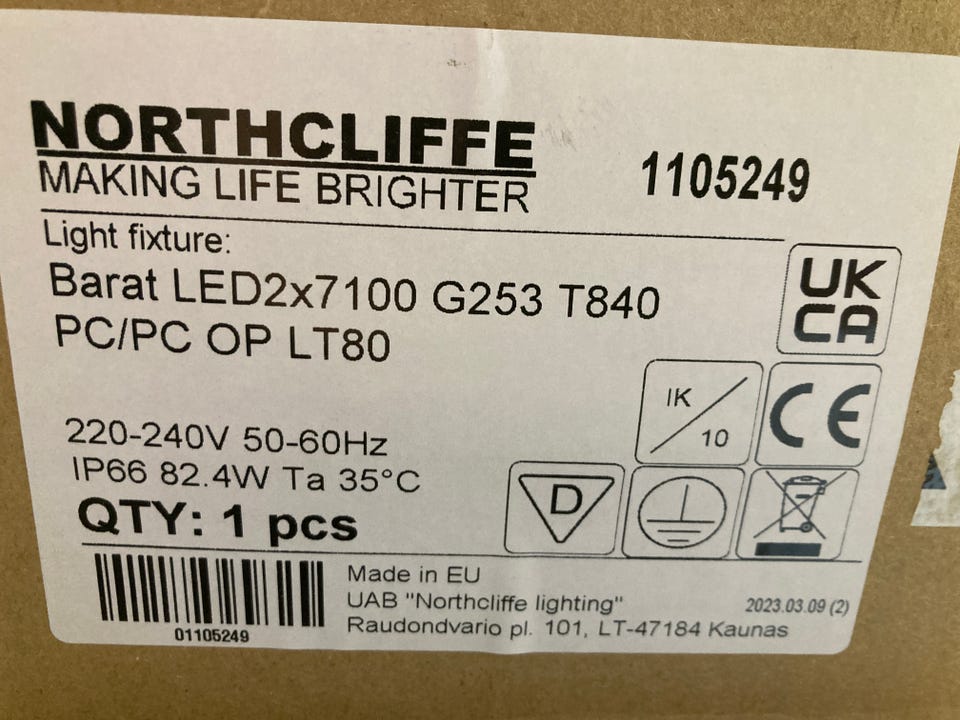 NORTHCLIFFE
MAKING LIFE BRIGHTER
1105249
Light fixture:
Barat LED2x7100 G253 T840
PC/PC OP LT80
UK
CA
IK
10
CE
220-240V 50-60Hz
IP66 82.4W Ta 35°C
D
QTY: 1 pcs
01105249
Made in EU
UAB "Northcliffe lighting"
2023.03.09 (2)
Raudondvario pl. 101, LT-47184 Kaunas